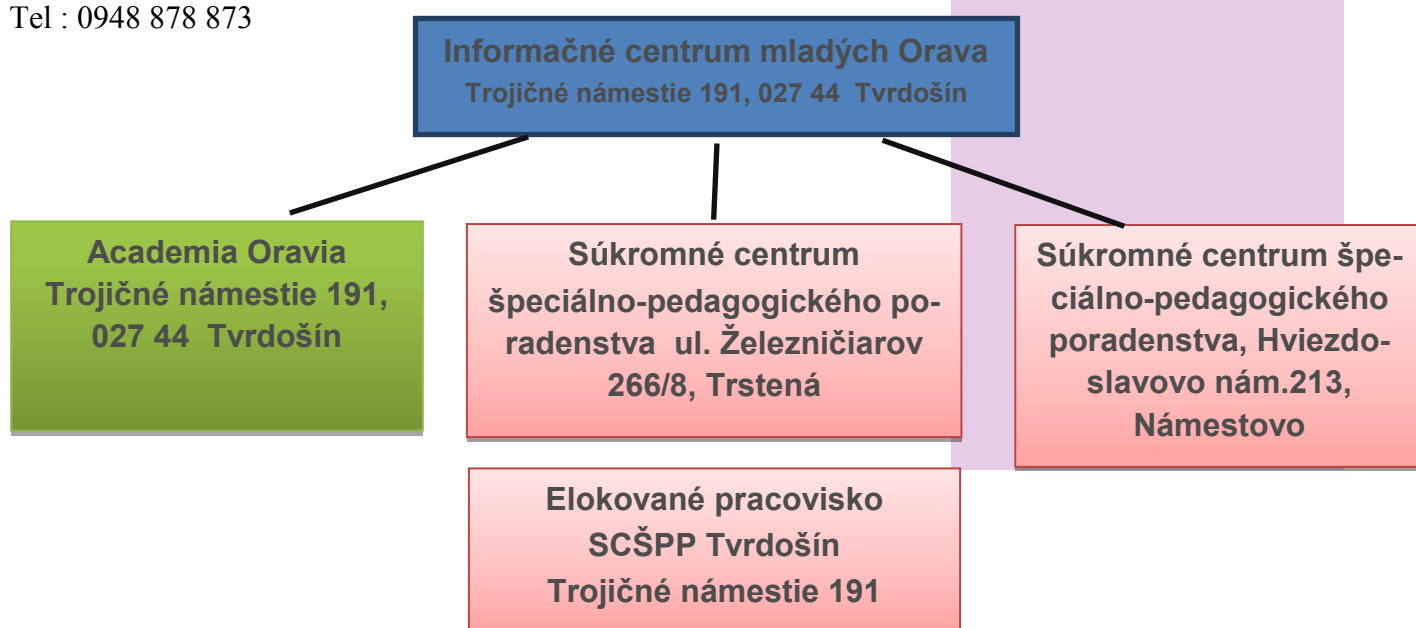 Tel : 0948 878 873
Informačné centrum mladých Orava
Trojičné námestie 191, 027 44  Tvrdošín
Academia Oravia
Trojičné námestie 191,
027 44  Tvrdošín
Súkromné centrum
špeciálno-pedagogického po-
radenstva  ul. Železničiarov
266/8, Trstená
Súkromné centrum špe-
ciálno-pedagogického
poradenstva, Hviezdo-
slavovo nám.213,
Námestovo
Elokované pracovisko
SCŠPP Tvrdošín
Trojičné námestie 191